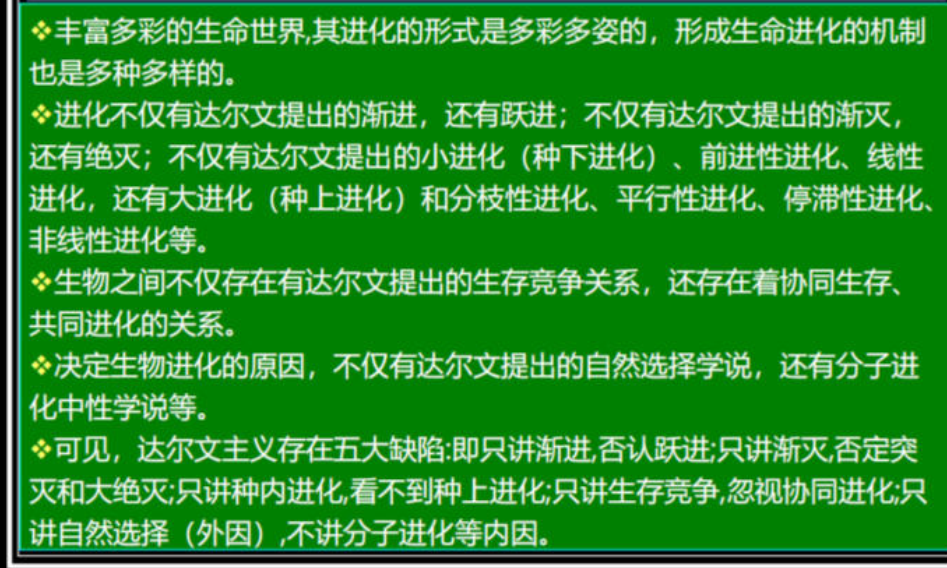 ❖丰富多彩的生命世界,其进化的形式是多彩多姿的，形成生命进化的机制
也是多种多样的。
❖进化不仅有达尔文提出的渐进，还有跃进；不仅有达尔文提出的渐灭，
还有绝灭；不仅有达尔文提出的小进化（种下进化）、前进性进化、线性
进化，还有大进化（种上进化）和分枝性进化、平行性进化、停滞性进化、
非线性进化等。
❖生物之间不仅存在有达尔文提出的生存竞争关系，还存在着协同生存、
共同进化的关系。
❖决定生物进化的原因，不仅有达尔文提出的自然选择学说，还有分子进
化中性学说等。
❖可见，达尔文主义存在五大缺陷:即只讲渐进,否认跃进;只讲渐灭,否定突
灭和大绝灭;只讲种内进化,看不到种上进化;只讲生存竞争,忽视协同进化;只
讲自然选择（外因）,不讲分子进化等内因。